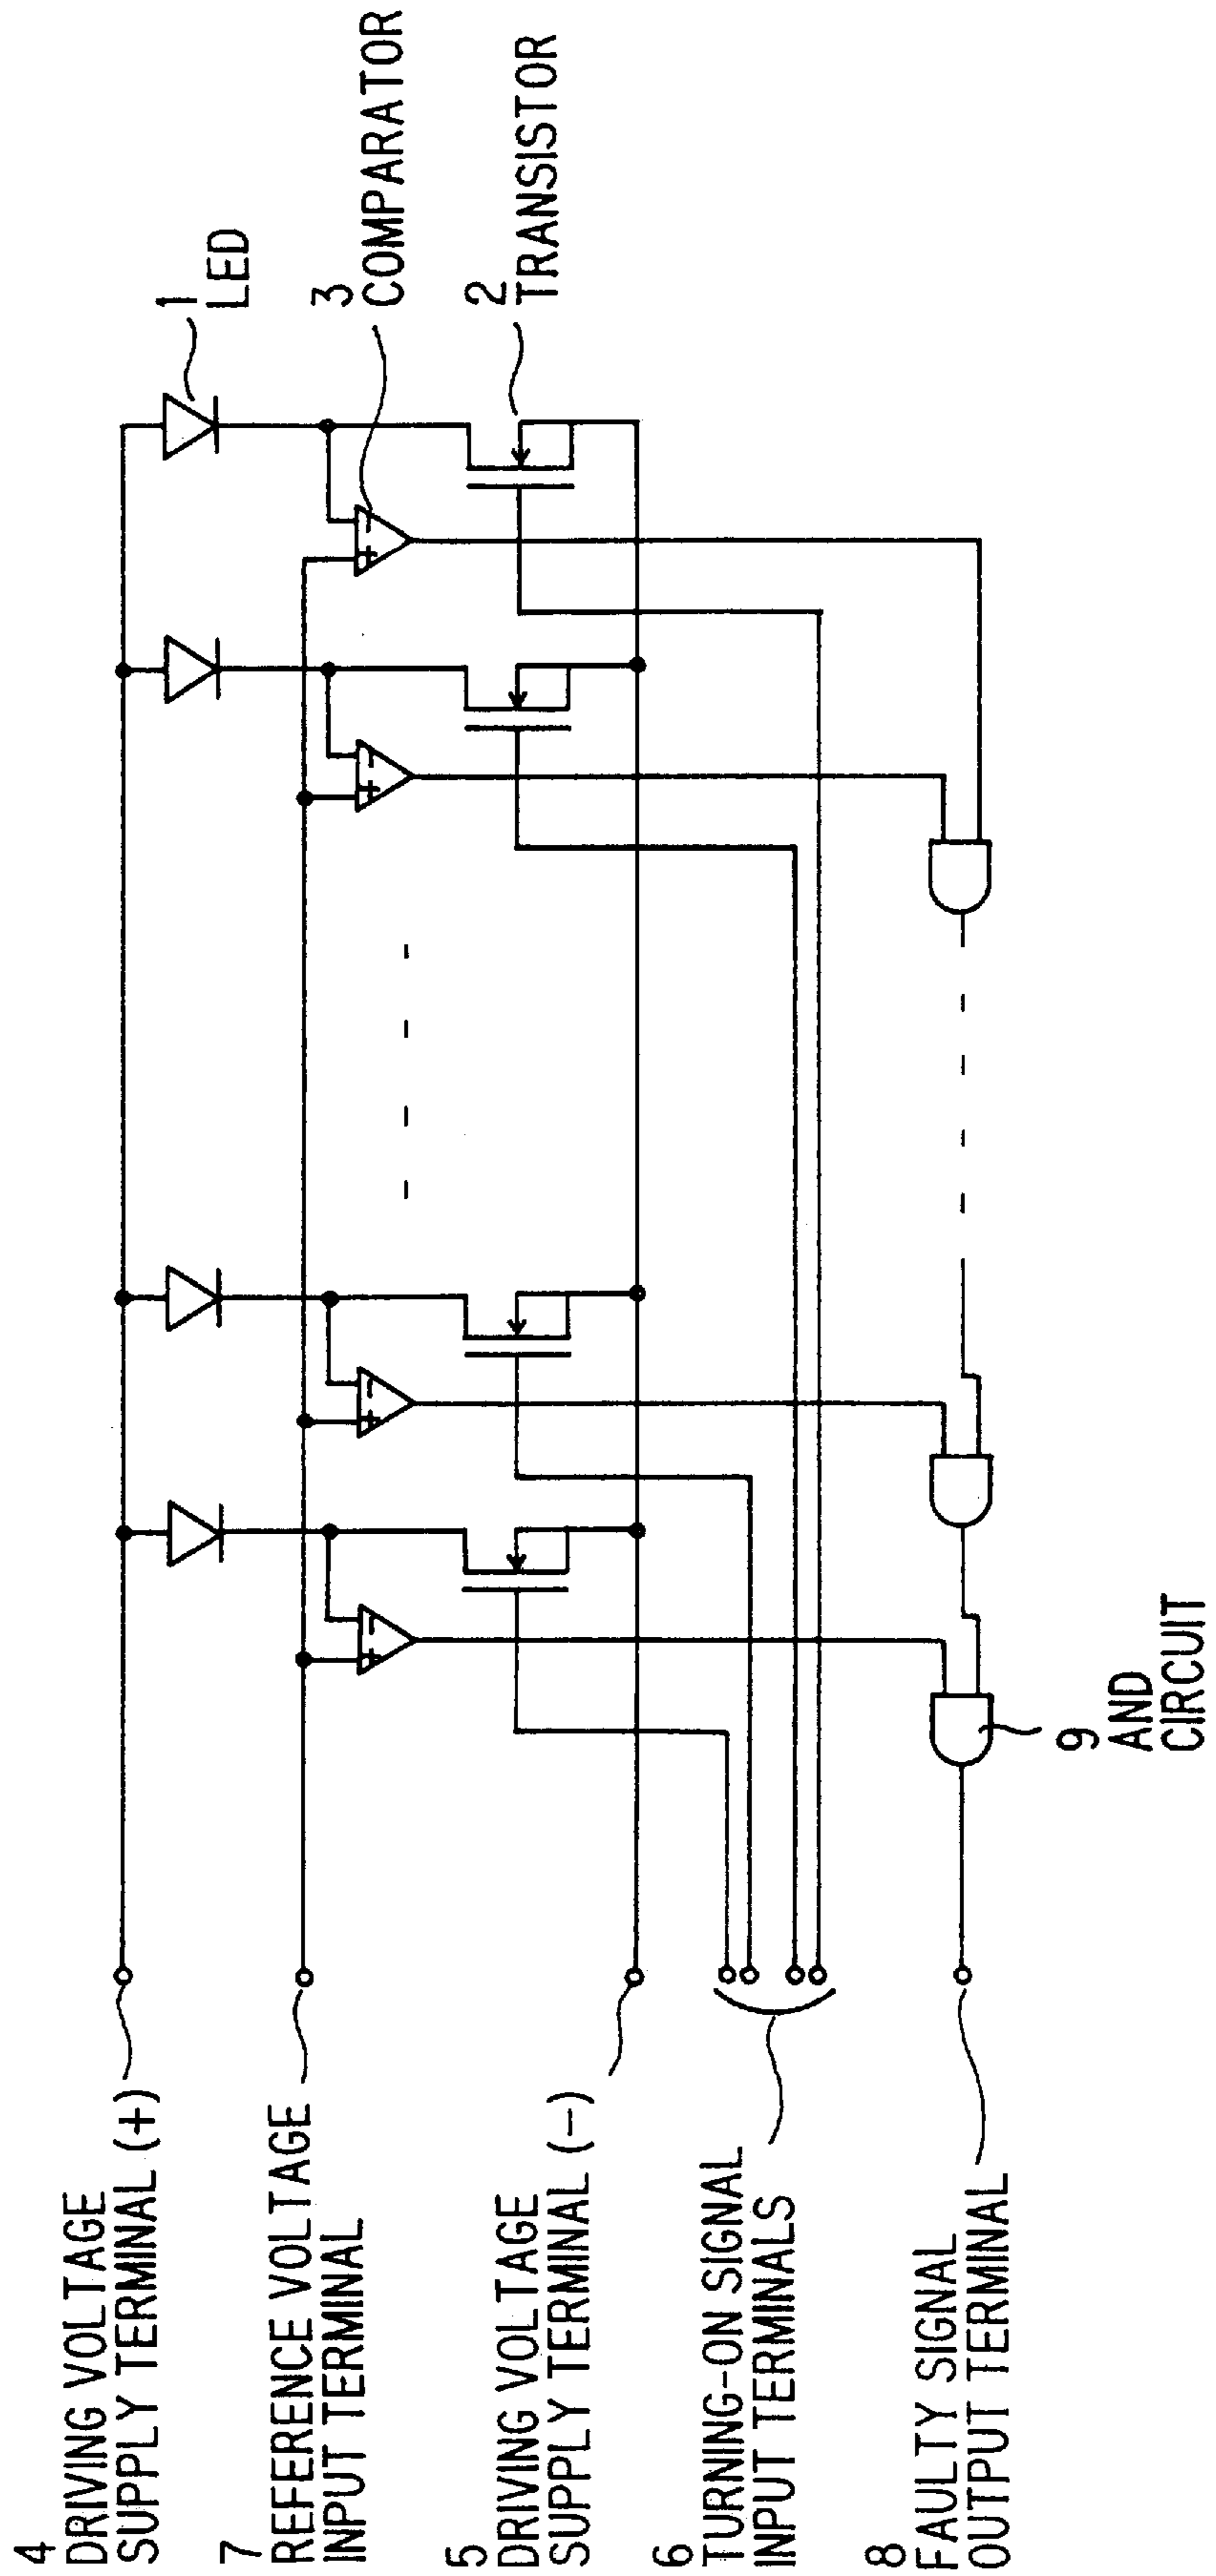 4
DRIVING VOLTAGE
SUPPLY TERMINAL (+)
7
REFERENCE VOLTAGE
INPUT TERMINAL
5
DRIVING VOLTAGE
SUPPLY TERMINAL (-)
6
TURNING-ON SIGNAL
INPUT TERMINALS
8
FAULTY SIGNAL
OUTPUT TERMINAL
9
AND
CIRCUIT
1
LED
3
COMPARATOR
2
TRANSISTOR
+ -
+ -
+ -
+ -